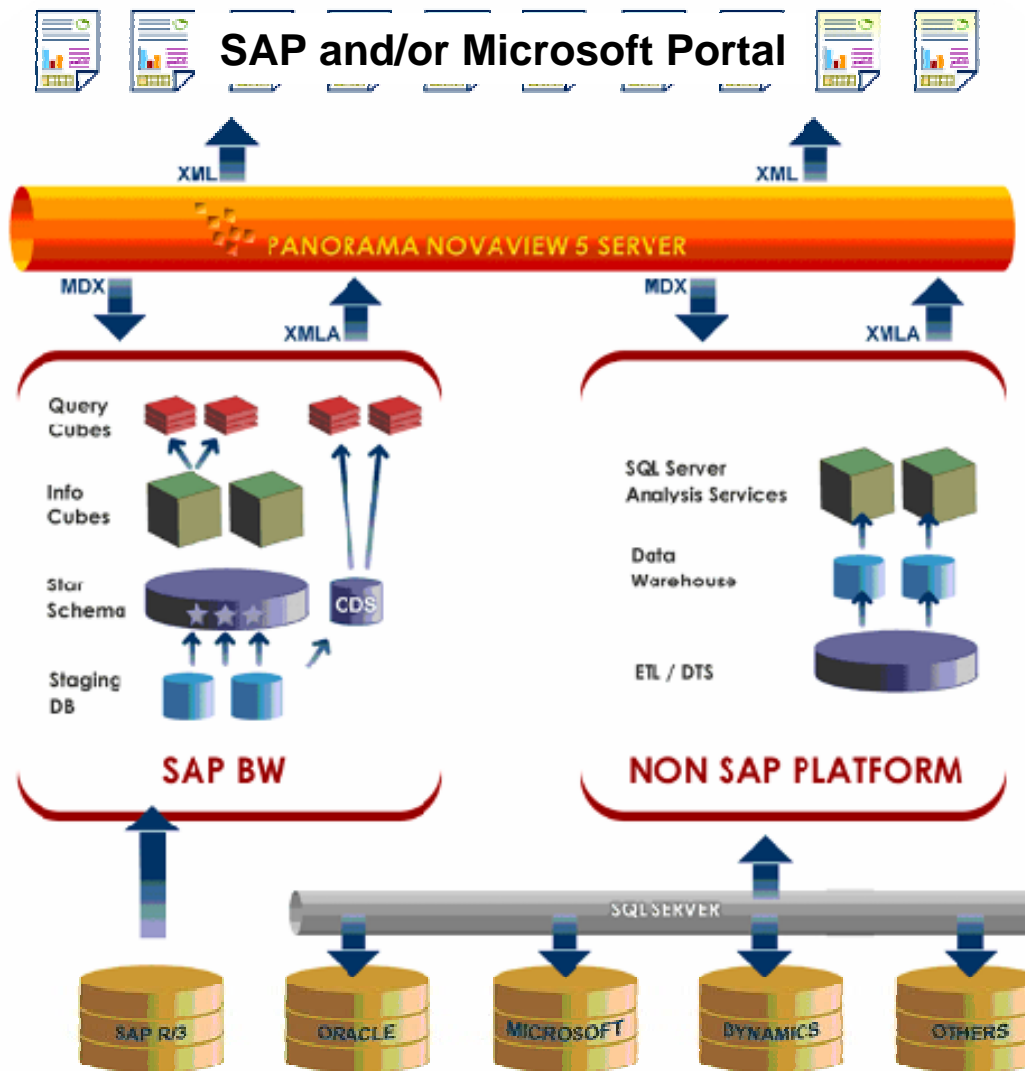 SAP and/or Microsoft Portal
XML
XML
PANORAMA NOVAVIEW 5 SERVER
MDX
XMLA
MDX
XMLA
Query
Cubes
Info
Cubes
Star
Schema
CDS
Staging
DB
SAP BW
SQL Server
Analysis Services
Data
Warehouse
ETL / DTS
NON SAP PLATFORM
SQL SERVER
SAP R/3
ORACLE
MICROSOFT
DYNAMICS
OTHERS